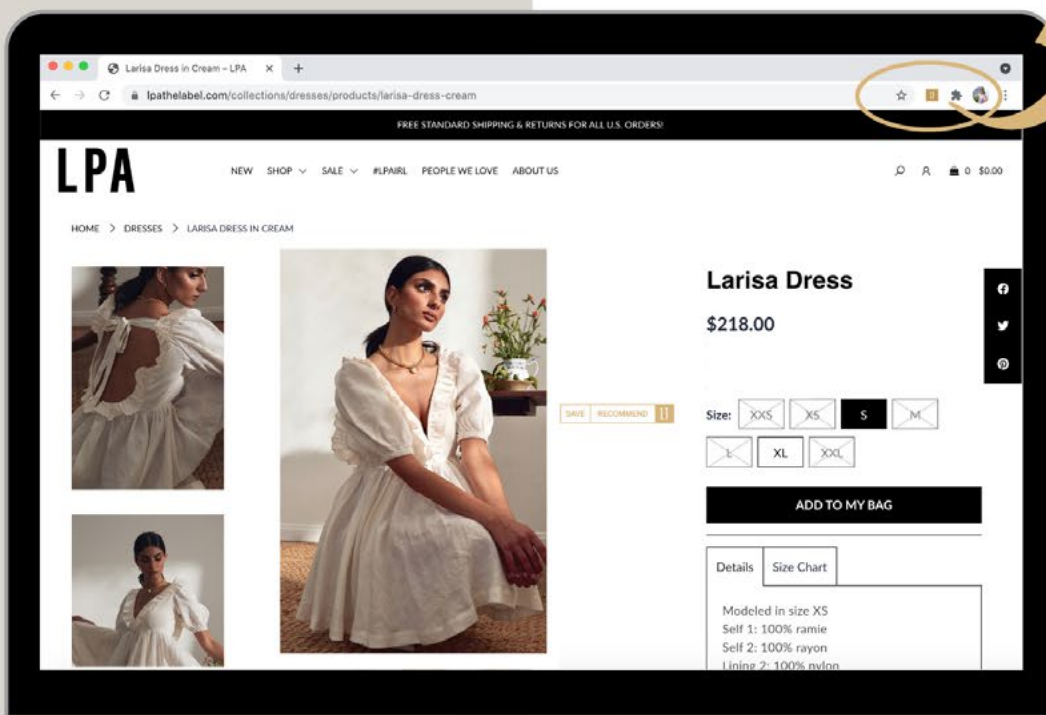 Larisa Dress in Cream – LPA
lpathelabel.com/collections/dresses/products/larisa-dress-cream
FREE STANDARD SHIPPING & RETURNS FOR ALL U.S. ORDERS!
LPA
NEW SHOP SALE #LPAIRL PEOPLE WE LOVE ABOUT US
0 $0.00
HOME > DRESSES > LARISA DRESS IN CREAM
Larisa Dress
$218.00
SAVE RECOMMEND
Size: XXS XS S M
L XL XXL
ADD TO MY BAG
Details Size Chart
Modeled in size XS
Self 1: 100% ramie
Self 2: 100% rayon
Lining 2: 100% nylon